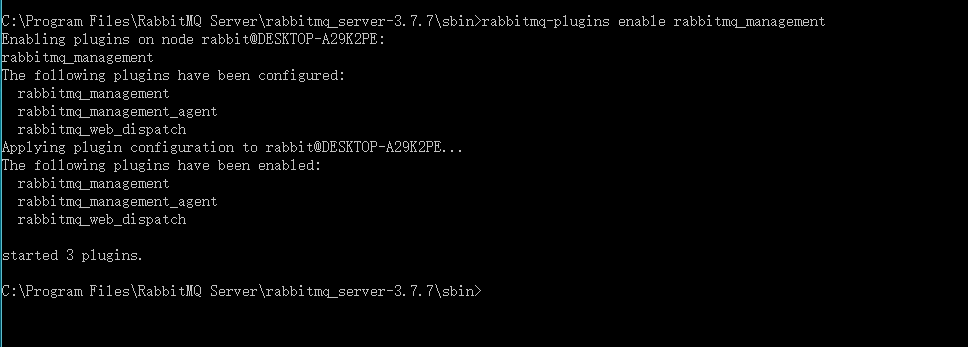 C:\Program Files\RabbitMQ Server\rabbitmq_server-3.7.7\sbin>rabbitmq-plugins enable rabbitmq_management
Enabling plugins on node rabbit@DESKTOP-A29K2PE:
rabbitmq_management
The following plugins have been configured:
  rabbitmq_management
  rabbitmq_management_agent
  rabbitmq_web_dispatch
Applying plugin configuration to rabbit@DESKTOP-A29K2PE...
The following plugins have been enabled:
  rabbitmq_management
  rabbitmq_management_agent
  rabbitmq_web_dispatch
started 3 plugins.
C:\Program Files\RabbitMQ Server\rabbitmq_server-3.7.7\sbin>